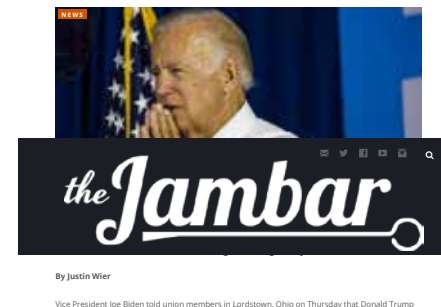 NEWS
the Jambar
By Justin Wier
Vice President Joe Biden told union members in Lordstown, Ohio on Thursday that Donald Trump